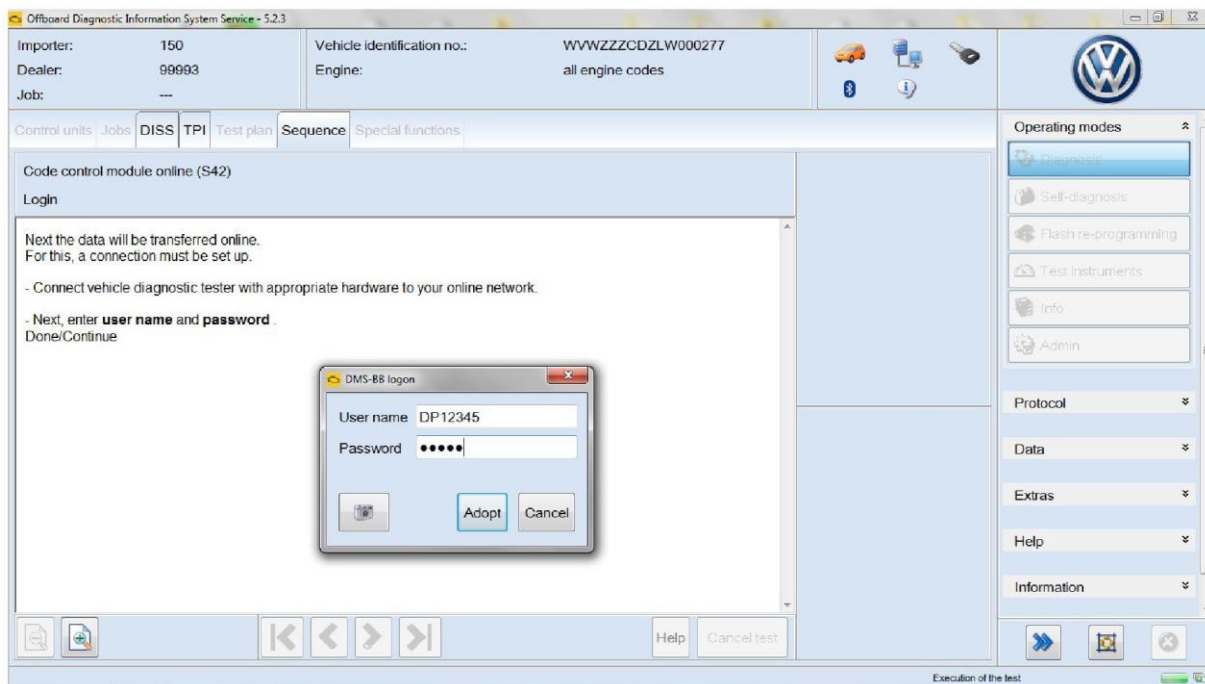 Offboard Diagnostic Information System Service - 5.2.3
Importer: 150
Dealer: 99993
Job: ---
Vehicle identification no.: WVWZZZCDZLW000277
Engine: all engine codes
Control units Jobs DISS TPI Test plan Sequence Special functions
Code control module online (S42)
Login
Next the data will be transferred online.
For this, a connection must be set up.
- Connect vehicle diagnostic tester with appropriate hardware to your online network.
- Next, enter user name and password .
Done/Continue
DMS-BB logon
User name DP12345
Password •••••
Adopt Cancel
Help Cancel test
Operating modes
Diagnosis
Self-diagnosis
Flash re-programming
Test instruments
Info
Admin
Protocol
Data
Extras
Help
Information
Execution of the test